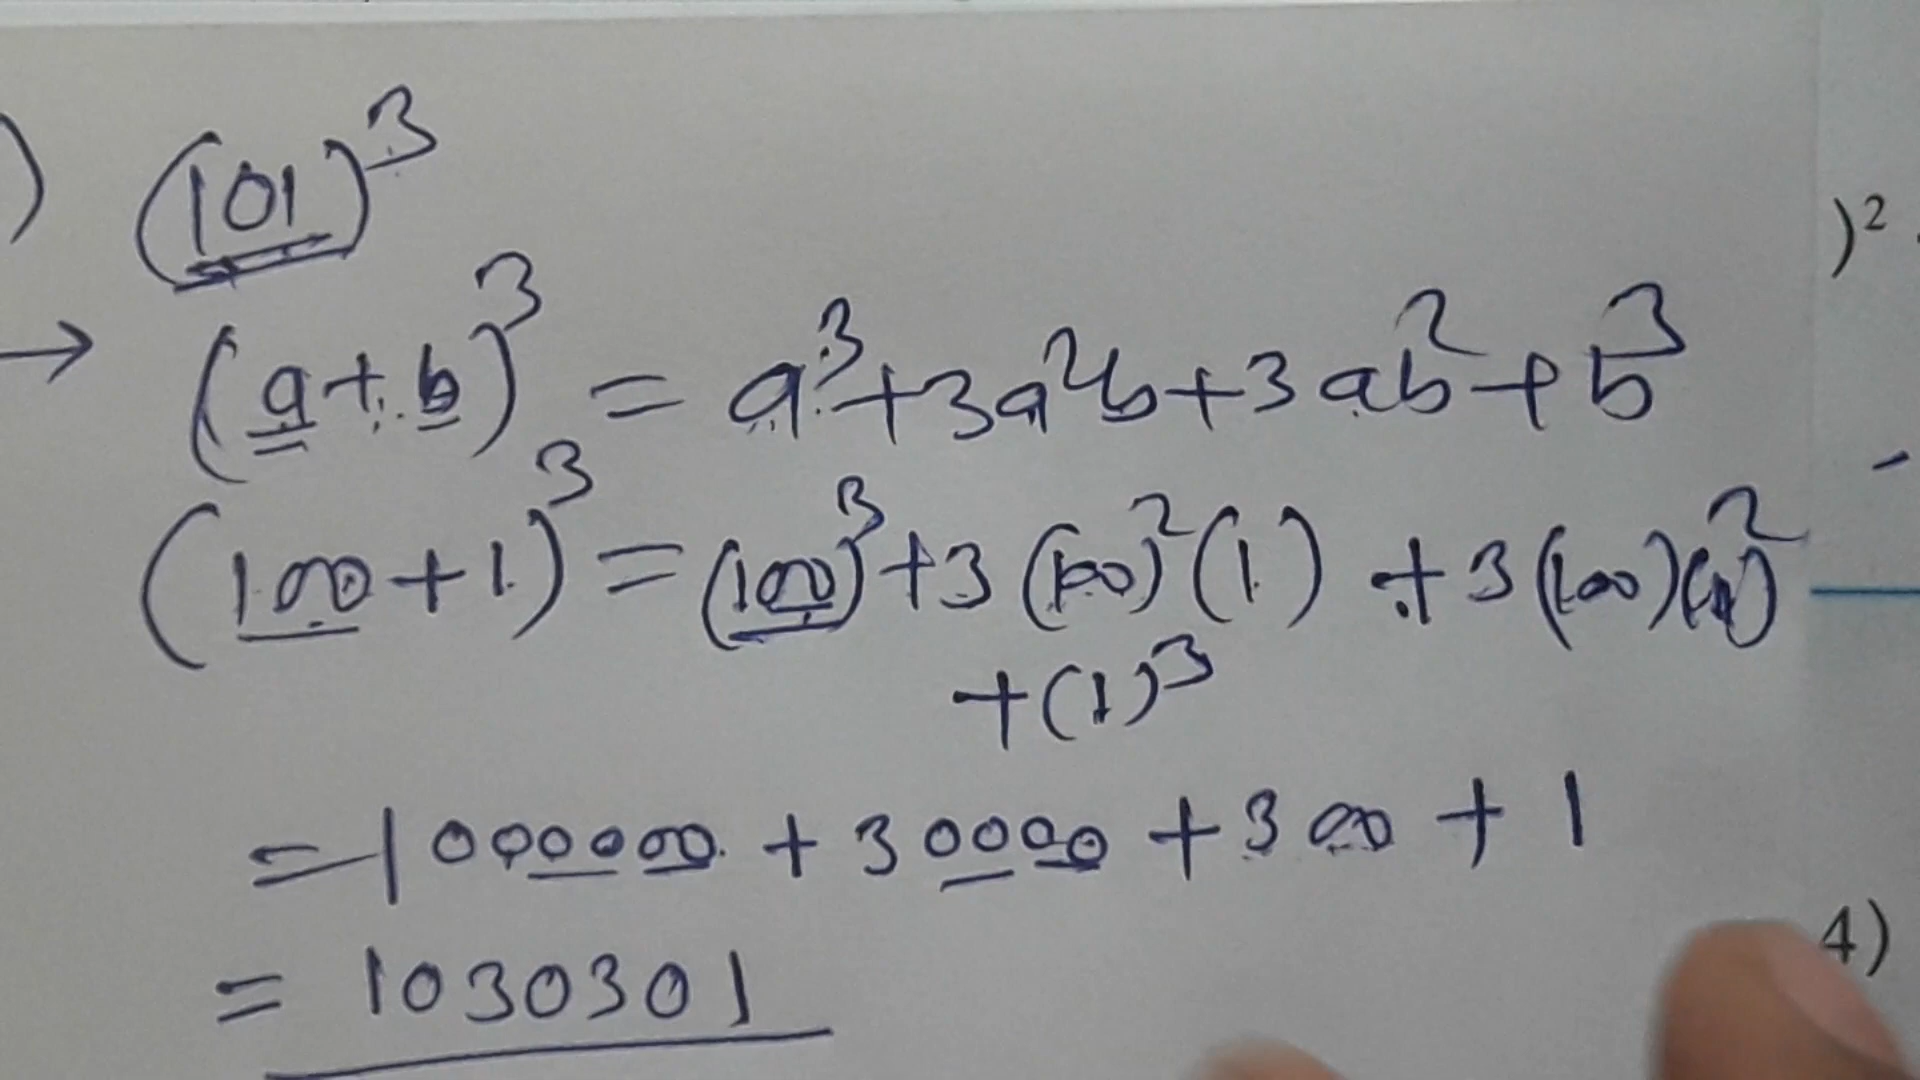 ) (101)³
→ (a+b)³ = a³+3a²b+3ab²+b³
(100+1)³ = (100)³+3(100)²(1) +3(100)(1)²
+(1)³
=1000000 + 30000 + 300 + 1
= 1030301
)²
4)